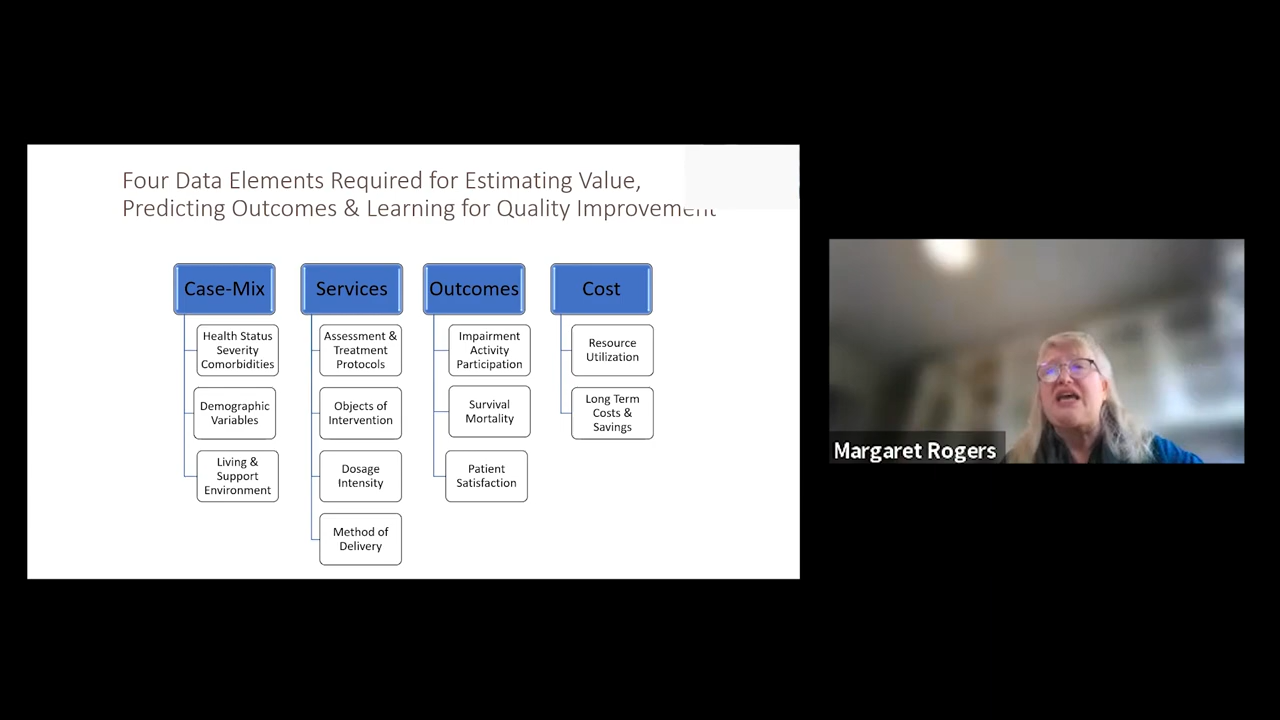 Four Data Elements Required for Estimating Value,
Predicting Outcomes & Learning for Quality Improvement
Case-Mix
Health Status
Severity
Comorbidities
Demographic
Variables
Living &
Support
Environment
Services
Assessment &
Treatment
Protocols
Objects of
Intervention
Dosage
Intensity
Method of
Delivery
Outcomes
Impairment
Activity
Participation
Survival
Mortality
Patient
Satisfaction
Cost
Resource
Utilization
Long Term
Costs &
Savings
Margaret Rogers